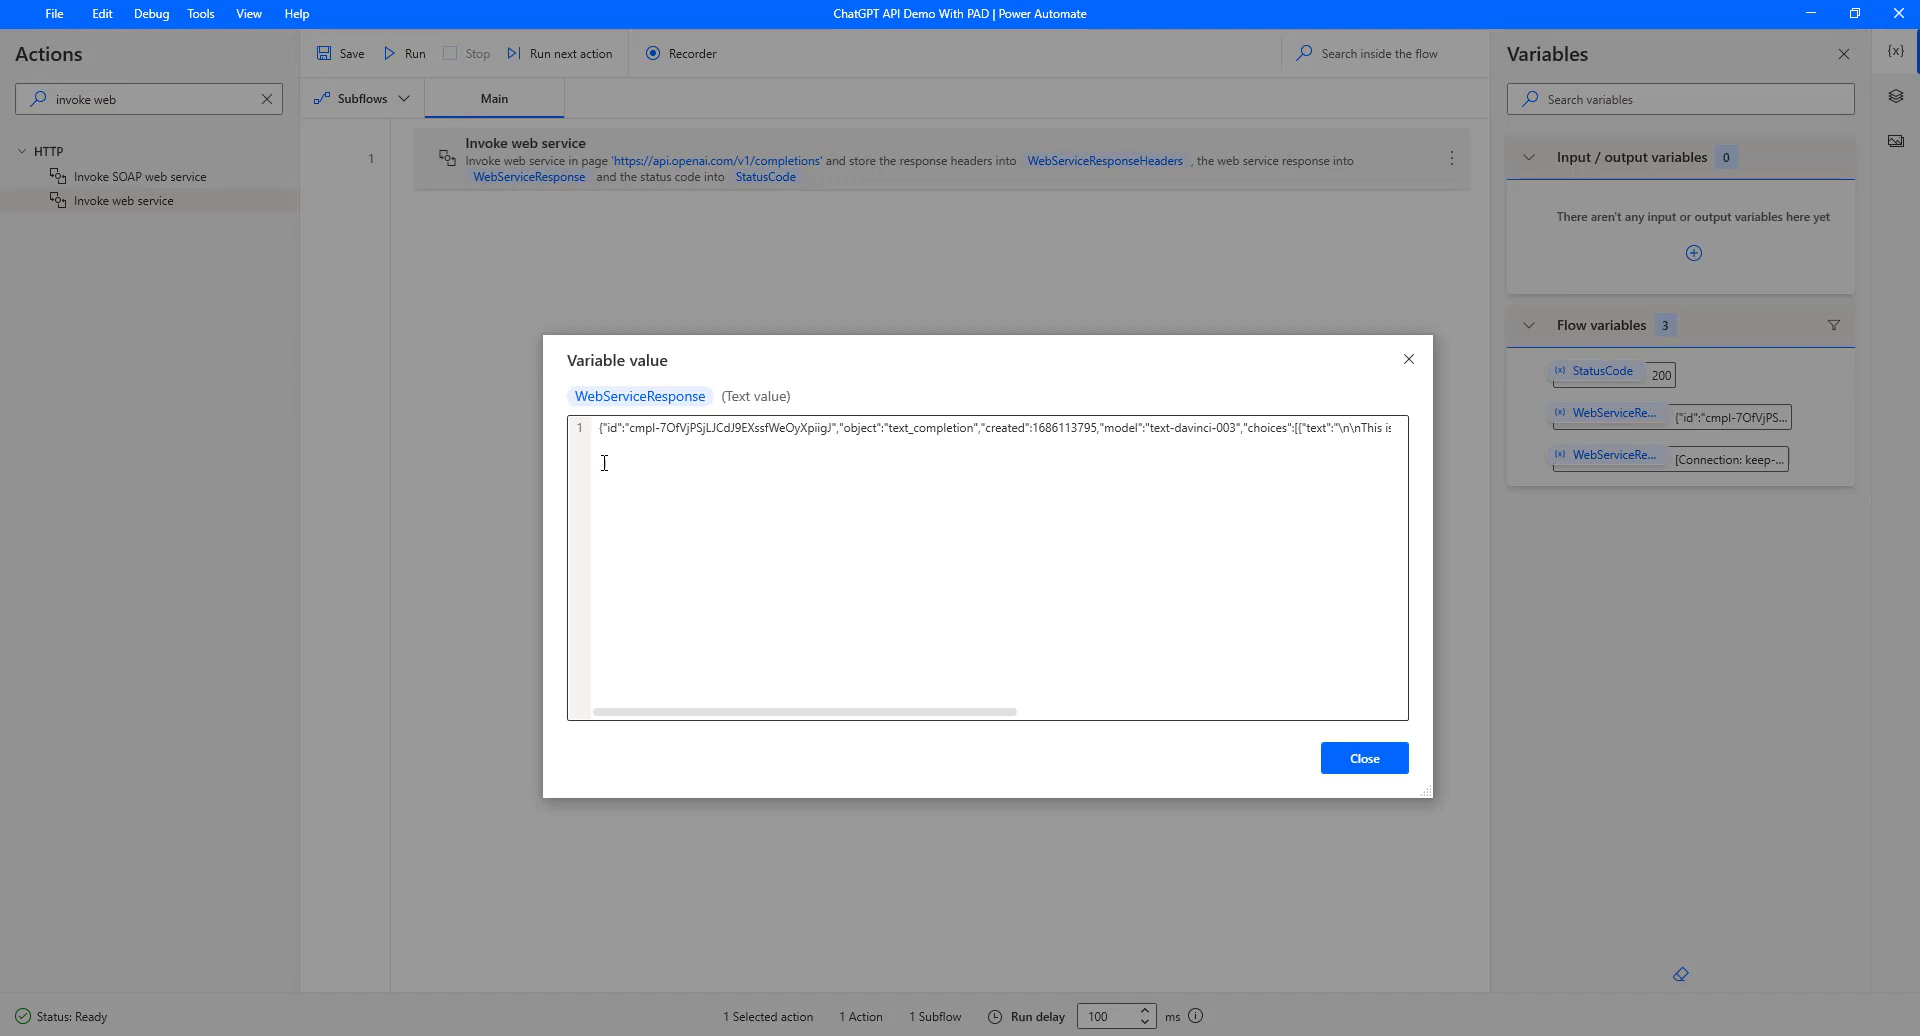 File Edit Debug Tools View Help
ChatGPT API Demo With PAD | Power Automate
Actions
invoke web
HTTP
Invoke SOAP web service
Invoke web service
Save Run Stop Run next action Recorder
Search inside the flow
Subflows Main
1
Invoke web service
Invoke web service in page 'https://api.openai.com/v1/completions' and store the response headers into WebServiceResponseHeaders , the web service response into
WebServiceResponse and the status code into StatusCode
Variable value
WebServiceResponse (Text value)
1 {"id":"cmpl-7OfVjPSjLJCdJ9EXssfWeOyXpiigJ","object":"text_completion","created":1686113795,"model":"text-davinci-003","choices":[{"text":"\n\nThis is
Close
Variables
{x}
Search variables
Input / output variables 0
There aren't any input or output variables here yet
Flow variables 3
(x) StatusCode 200
(x) WebServiceRe... {"id":"cmpl-7OfVjPS...
(x) WebServiceRe... [Connection: keep-...
Status: Ready
1 Selected action 1 Action 1 Subflow Run delay 100 ms